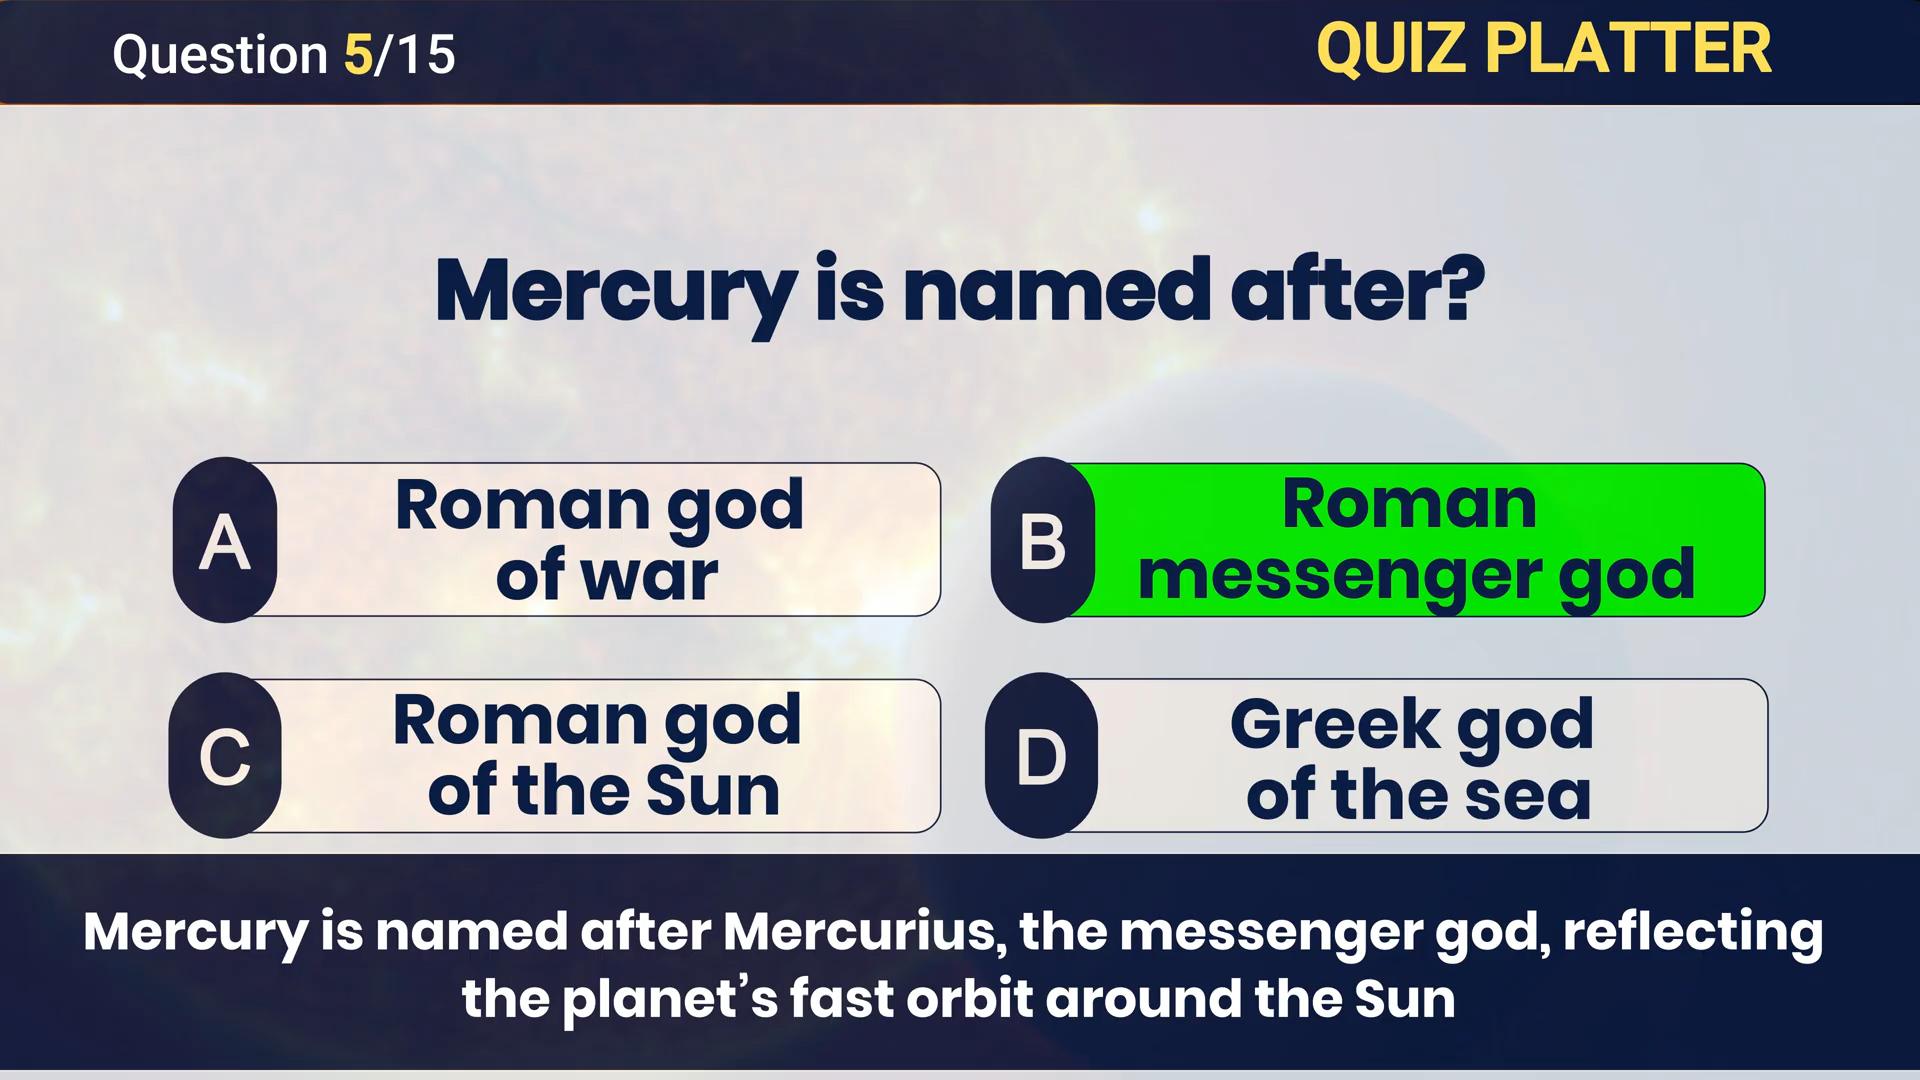 Question 5/15
QUIZ PLATTER
Mercury is named after?
A
Roman god
of war
B
Roman
messenger god
C
Roman god
of the Sun
D
Greek god
of the sea
Mercury is named after Mercurius, the messenger god, reflecting
the planet’s fast orbit around the Sun